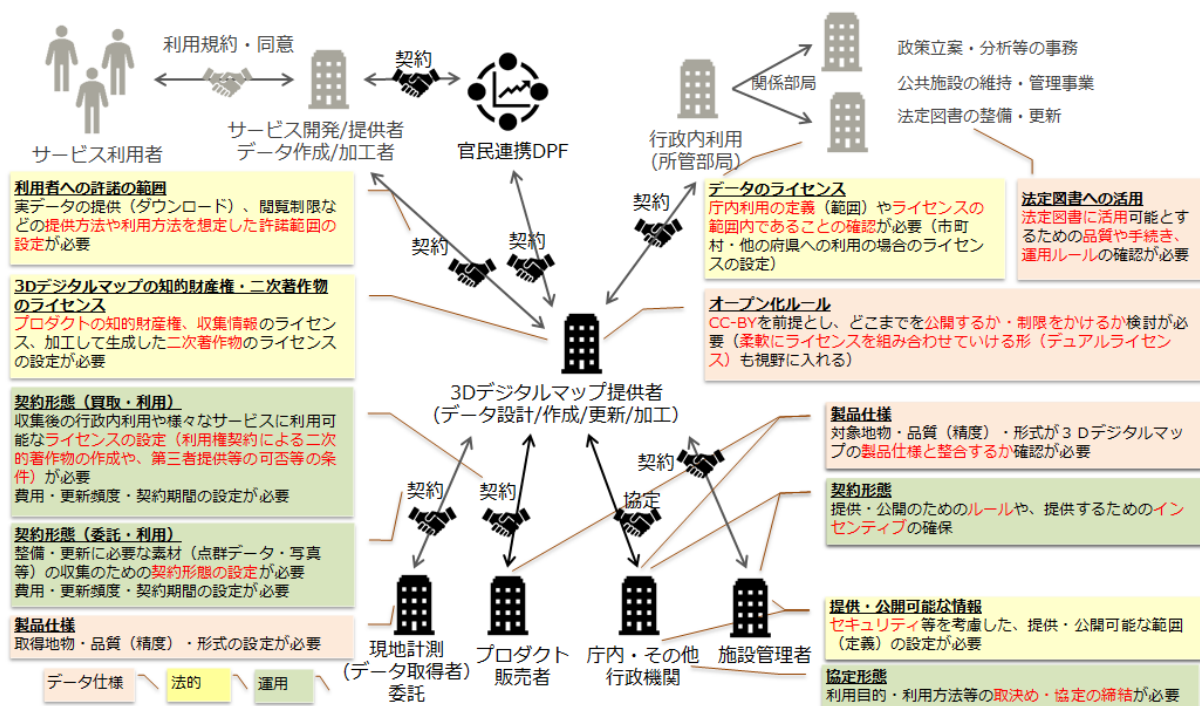 利用規約・同意
契約
サービス利用者
サービス開発/提供者
データ作成/加工者
官民連携DPF
行政内利用
(所管部局)
関係部局
政策立案・分析等の事務
公共施設の維持・管理事業
法定図書の整備・更新
利用者への許諾の範囲
実データの提供（ダウンロード）、閲覧制限な
どの提供方法や利用方法を想定した許諾範囲の
設定が必要
契約
契約
契約
データのライセンス
庁内利用の定義（範囲）やライセンスの
範囲内であることの確認が必要（市町
村・他の府県への利用の場合のライセン
スの設定）
法定図書への活用
法定図書に活用可能とす
るための品質や手続き、
運用ルールの確認が必要
3Dデジタルマップの知的財産権・二次著作物
のライセンス
プロダクトの知的財産権、収集情報のライセン
ス、加工して生成した二次著作物のライセンス
の設定が必要
オープン化ルール
CC-BYを前提とし、どこまでを公開するか・制限をかけるか検討が必
要（柔軟にライセンスを組み合わせていける形（デュアルライセン
ス）も視野に入れる）
3Dデジタルマップ提供者
(データ設計/作成/更新/加工)
契約形態（買取・利用）
収集後の行政内利用や様々なサービスに利用可
能なライセンスの設定（利用権契約による二次
的著作物の作成や、第三者提供等の可否等の条
件）が必要
費用・更新頻度・契約期間の設定が必要
製品仕様
対象地物・品質（精度）・形式が３Ｄデジタルマッ
プの製品仕様と整合するか確認が必要
契約
契約
協定
契約
契約形態
提供・公開のためのルールや、提供するためのイン
センティブの確保
契約形態（委託・利用）
整備・更新に必要な素材（点群データ・写真
等）の収集のための契約形態の設定が必要
費用・更新頻度・契約期間の設定が必要
製品仕様
取得地物・品質（精度）・形式の設定が必要
現地計測
(データ取得者)
委託
プロダクト
販売者
庁内・その他
行政機関
施設管理者
提供・公開可能な情報
セキュリティ等を考慮した、提供・公開可能な範囲
（定義）の設定が必要
協定形態
利用目的・利用方法等の取決め・協定の締結が必要
データ仕様
法的
運用